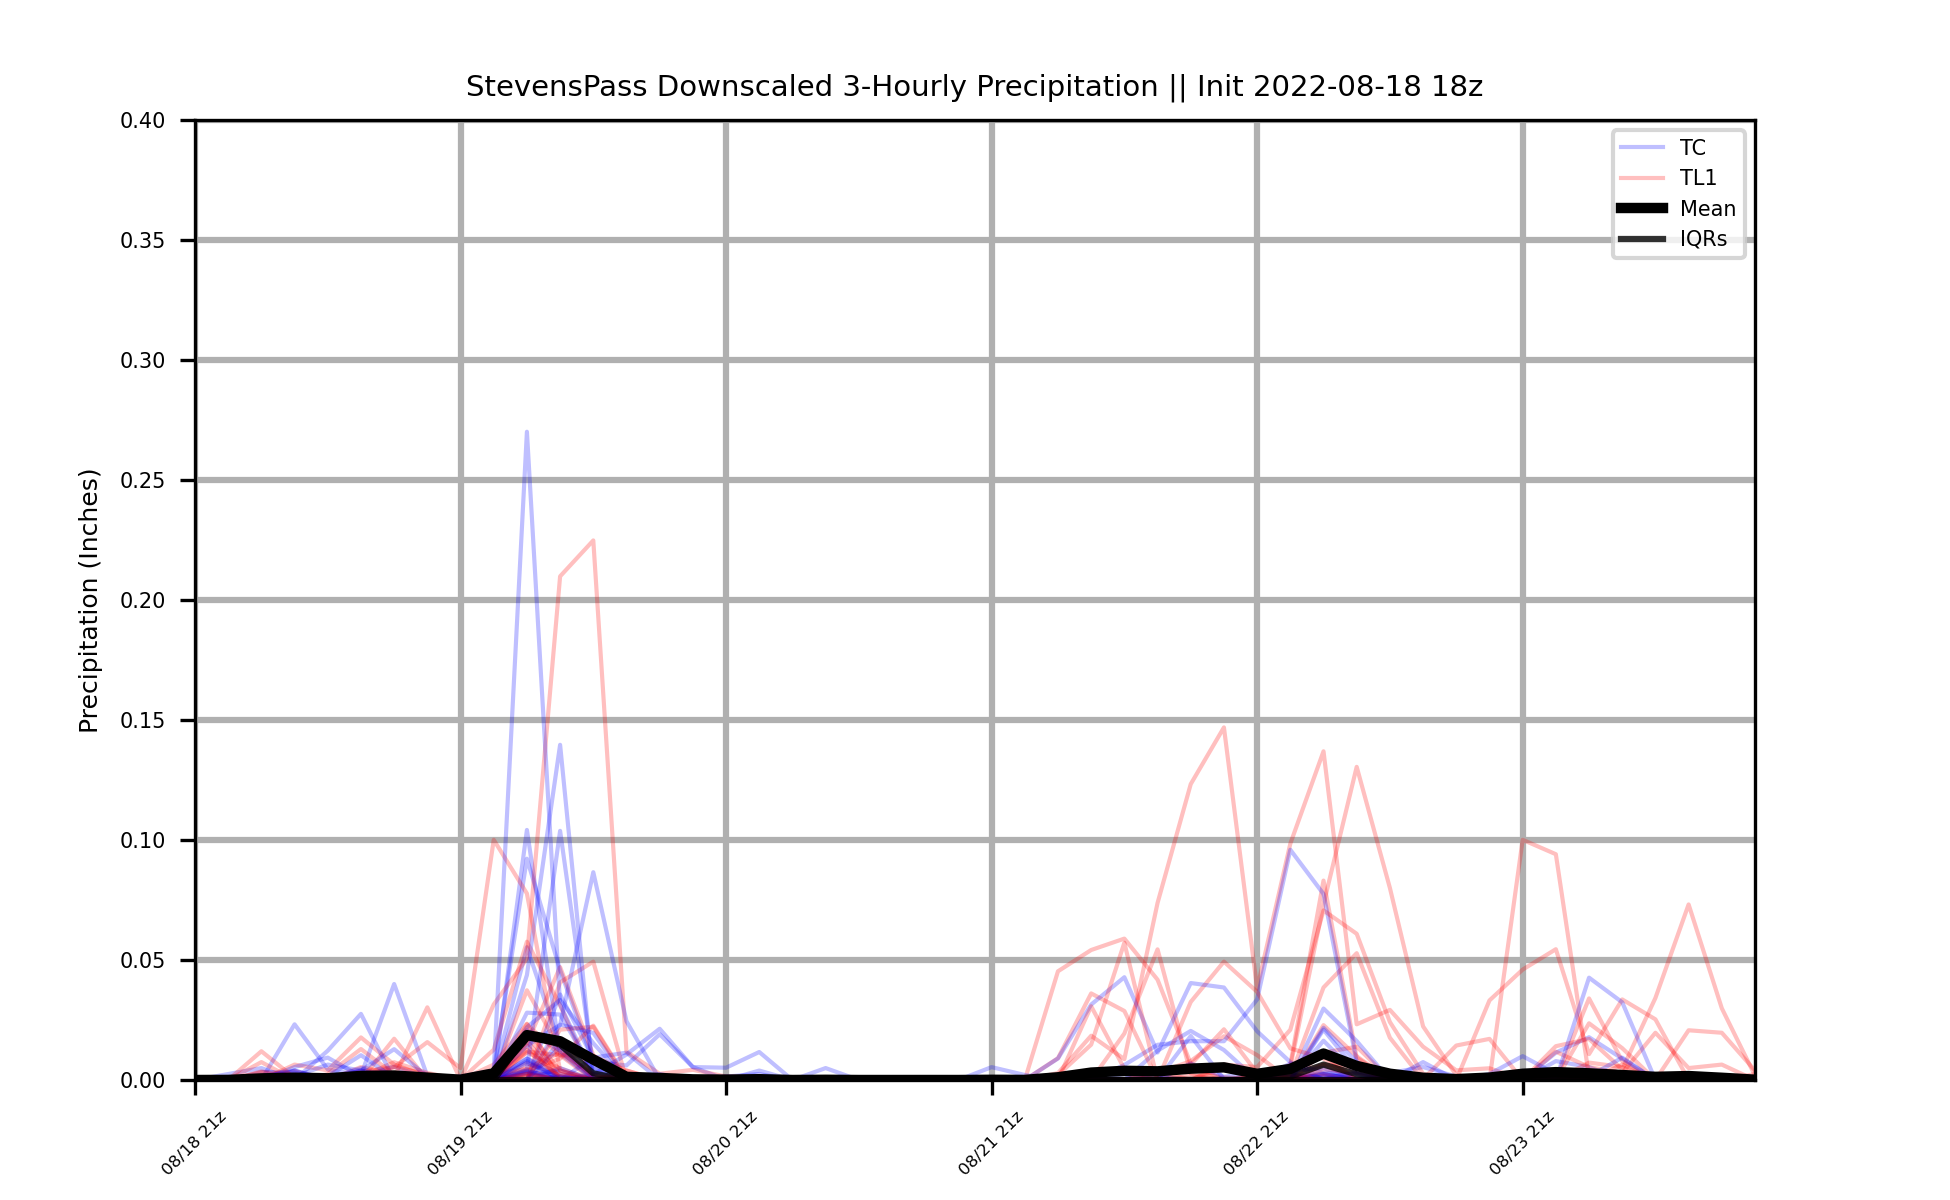 StevensPass Downscaled 3-Hourly Precipitation || Init 2022-08-18 18z
TC
TL1
Mean
IQRs
Precipitation (Inches)
0.40
0.35
0.30
0.25
0.20
0.15
0.10
0.05
0.00
08/18 21z
08/19 21z
08/20 21z
08/21 21z
08/22 21z
08/23 21z